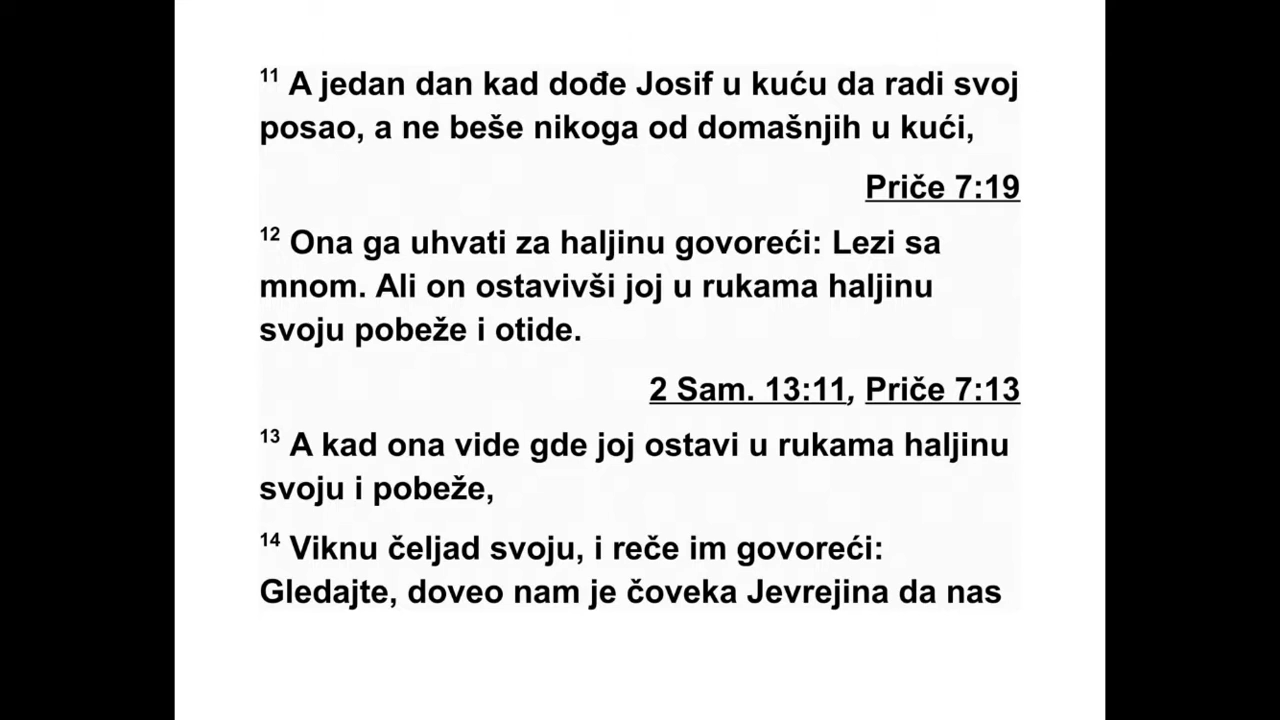 11 A jedan dan kad dođe Josif u kuću da radi svoj
posao, a ne beše nikoga od domašnjih u kući,
Priče 7:19
12 Ona ga uhvati za haljinu govoreći: Lezi sa
mnom. Ali on ostavivši joj u rukama haljinu
svoju pobeže i otide.
2 Sam. 13:11, Priče 7:13
13 A kad ona vide gde joj ostavi u rukama haljinu
svoju i pobeže,
14 Viknu čeljad svoju, i reče im govoreći:
Gledajte, doveo nam je čoveka Jevrejina da nas